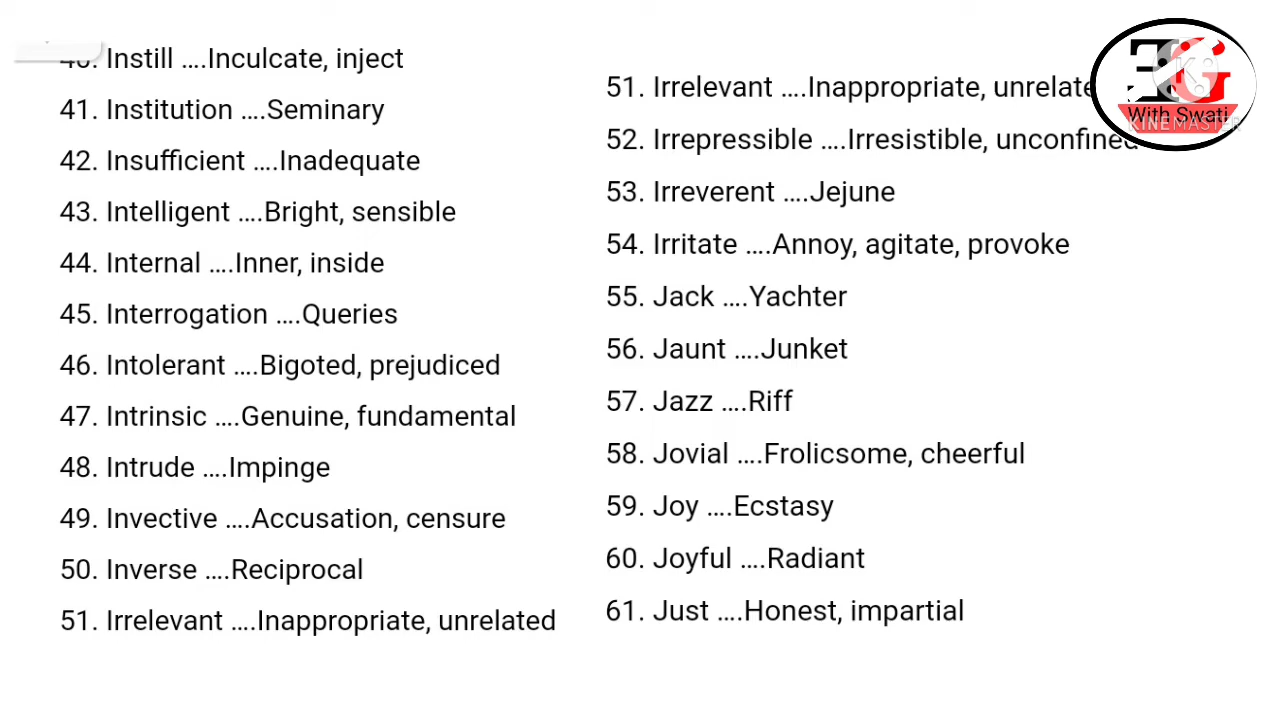 40. Instill ….Inculcate, inject
41. Institution ….Seminary
42. Insufficient ….Inadequate
43. Intelligent ….Bright, sensible
44. Internal ….Inner, inside
45. Interrogation ….Queries
46. Intolerant ….Bigoted, prejudiced
47. Intrinsic ….Genuine, fundamental
48. Intrude ….Impinge
49. Invective ….Accusation, censure
50. Inverse ….Reciprocal
51. Irrelevant ….Inappropriate, unrelated
51. Irrelevant ….Inappropriate, unrelate
52. Irrepressible ….Irresistible, unconfined
53. Irreverent ….Jejune
54. Irritate ….Annoy, agitate, provoke
55. Jack ….Yachter
56. Jaunt ….Junket
57. Jazz ….Riff
58. Jovial ….Frolicsome, cheerful
59. Joy ….Ecstasy
60. Joyful ….Radiant
61. Just ….Honest, impartial
With Swati
KINEMASTER